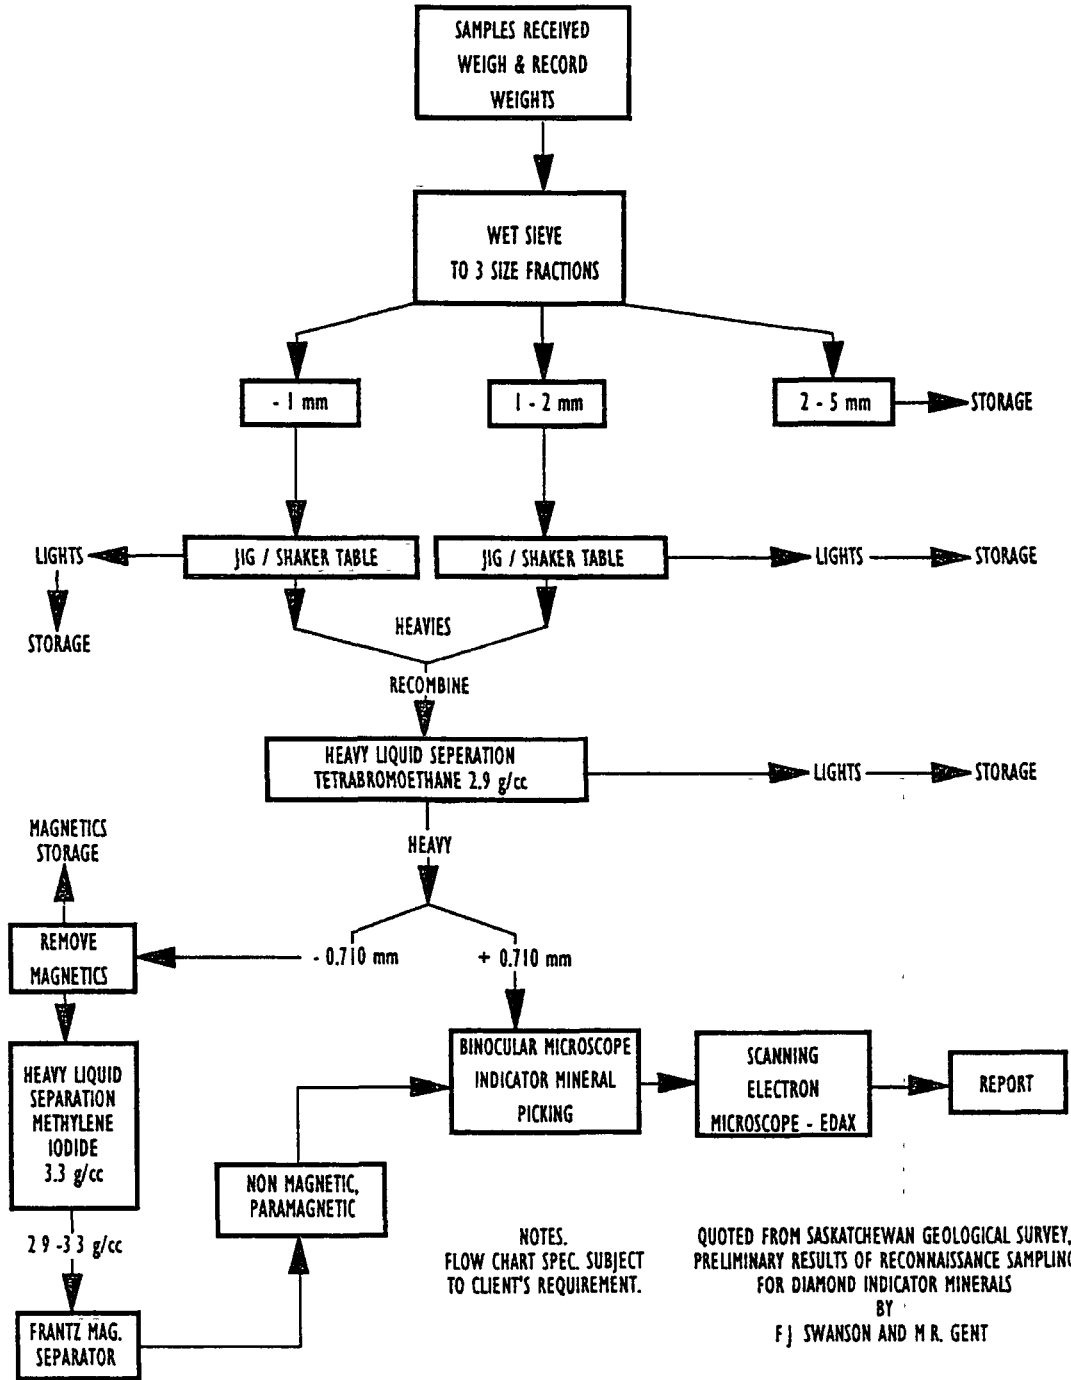 SAMPLES RECEIVED
WEIGH & RECORD
WEIGHTS
WET SIEVE
TO 3 SIZE FRACTIONS
- 1 mm
1 - 2 mm
2 - 5 mm
STORAGE
LIGHTS
JIG / SHAKER TABLE
JIG / SHAKER TABLE
LIGHTS
STORAGE
STORAGE
HEAVIES
RECOMBINE
HEAVY LIQUID SEPERATION
TETRABROMOETHANE 2.9 g/cc
LIGHTS
STORAGE
HEAVY
MAGNETICS
STORAGE
REMOVE
MAGNETICS
- 0.710 mm
+ 0.710 mm
HEAVY LIQUID
SEPARATION
METHYLENE
IODIDE
3.3 g/cc
BINOCULAR MICROSCOPE
INDICATOR MINERAL
PICKING
SCANNING
ELECTRON
MICROSCOPE - EDAX
REPORT
NON MAGNETIC,
PARAMAGNETIC
2 9 -3 3 g/cc
FRANTZ MAG.
SEPARATOR
NOTES.
FLOW CHART SPEC. SUBJECT
TO CLIENT'S REQUIREMENT.
QUOTED FROM SASKATCHEWAN GEOLOGICAL SURVEY,
PRELIMINARY RESULTS OF RECONNAISSANCE SAMPLING
FOR DIAMOND INDICATOR MINERALS
BY
F J SWANSON AND M R. GENT